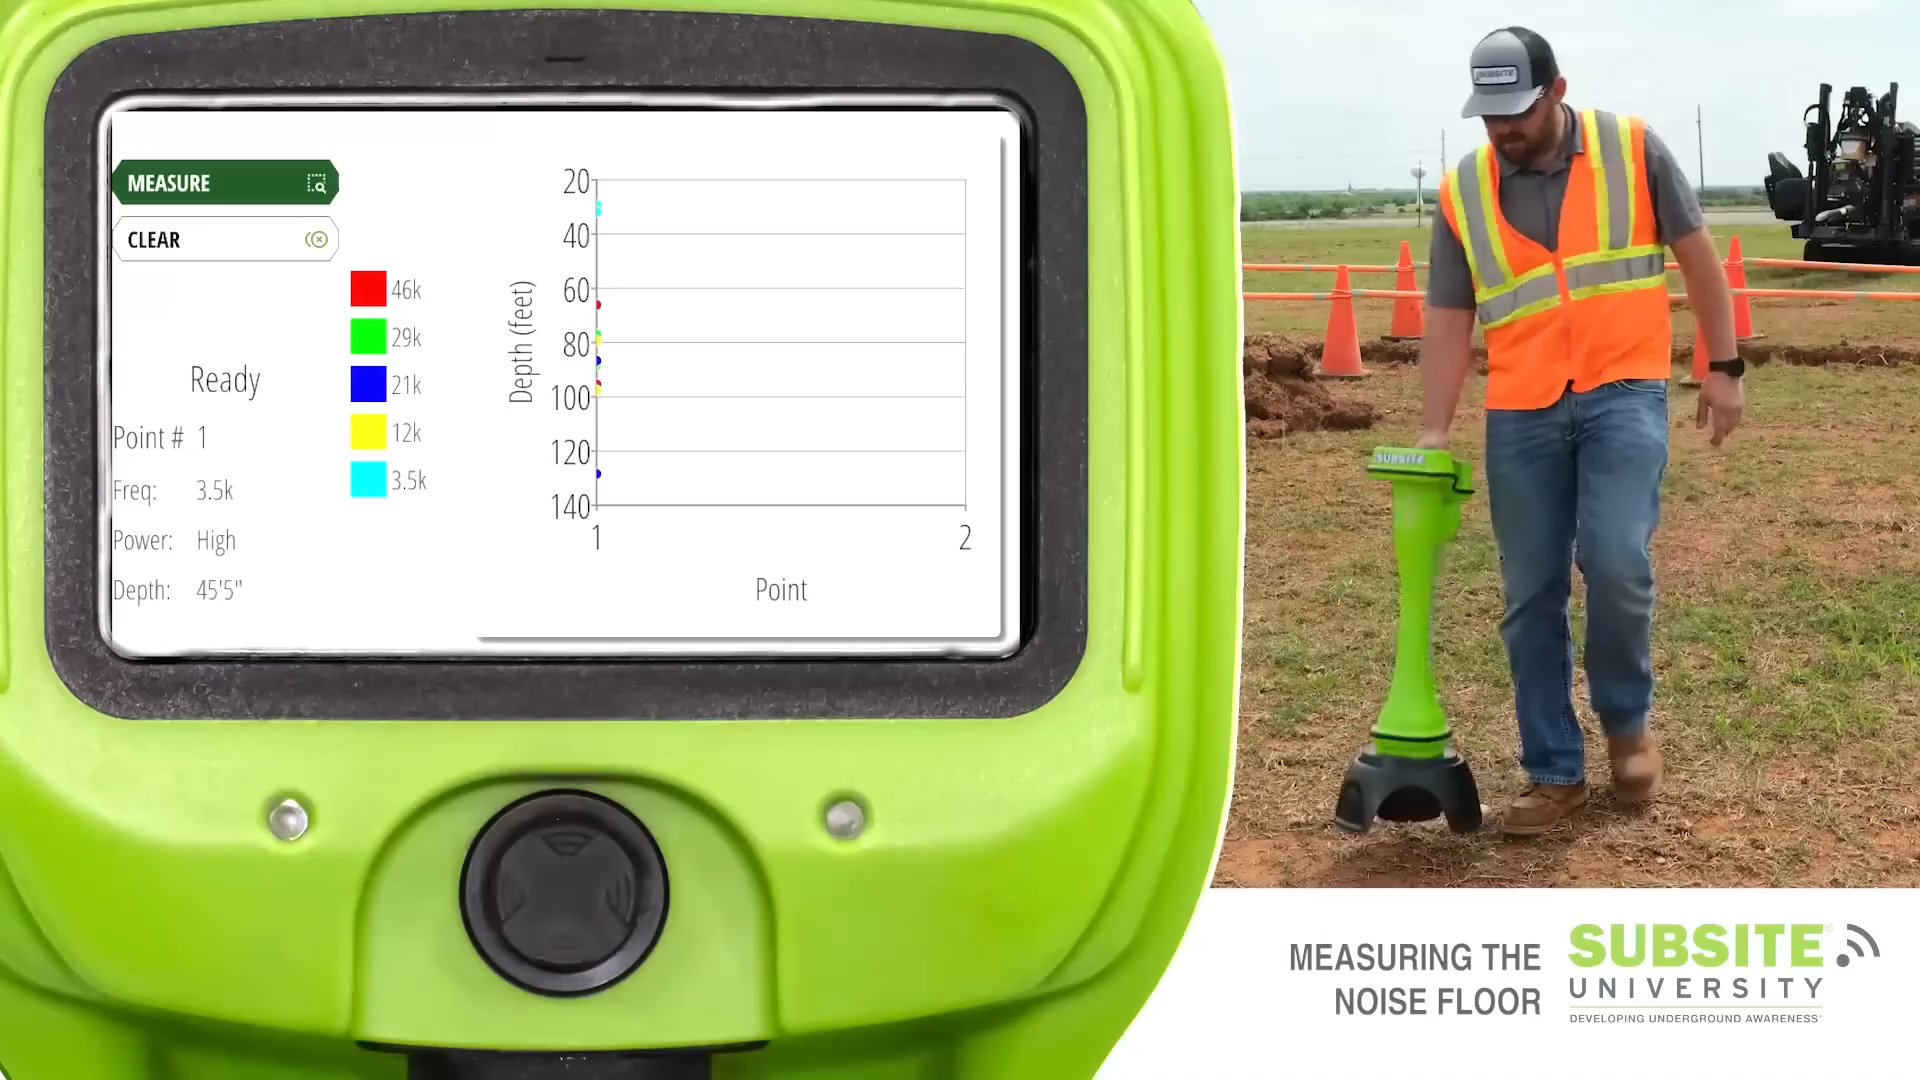 MEASURE
CLEAR
Ready
Point # 1
Freq: 3.5k
Power: High
Depth: 45'5"
46k
29k
21k
12k
3.5k
Depth (feet)
20
40
60
80
100
120
140
1 2
Point
SUBSITE
SUBSITE
MEASURING THE
NOISE FLOOR
SUBSITE®
UNIVERSITY
DEVELOPING UNDERGROUND AWARENESS®